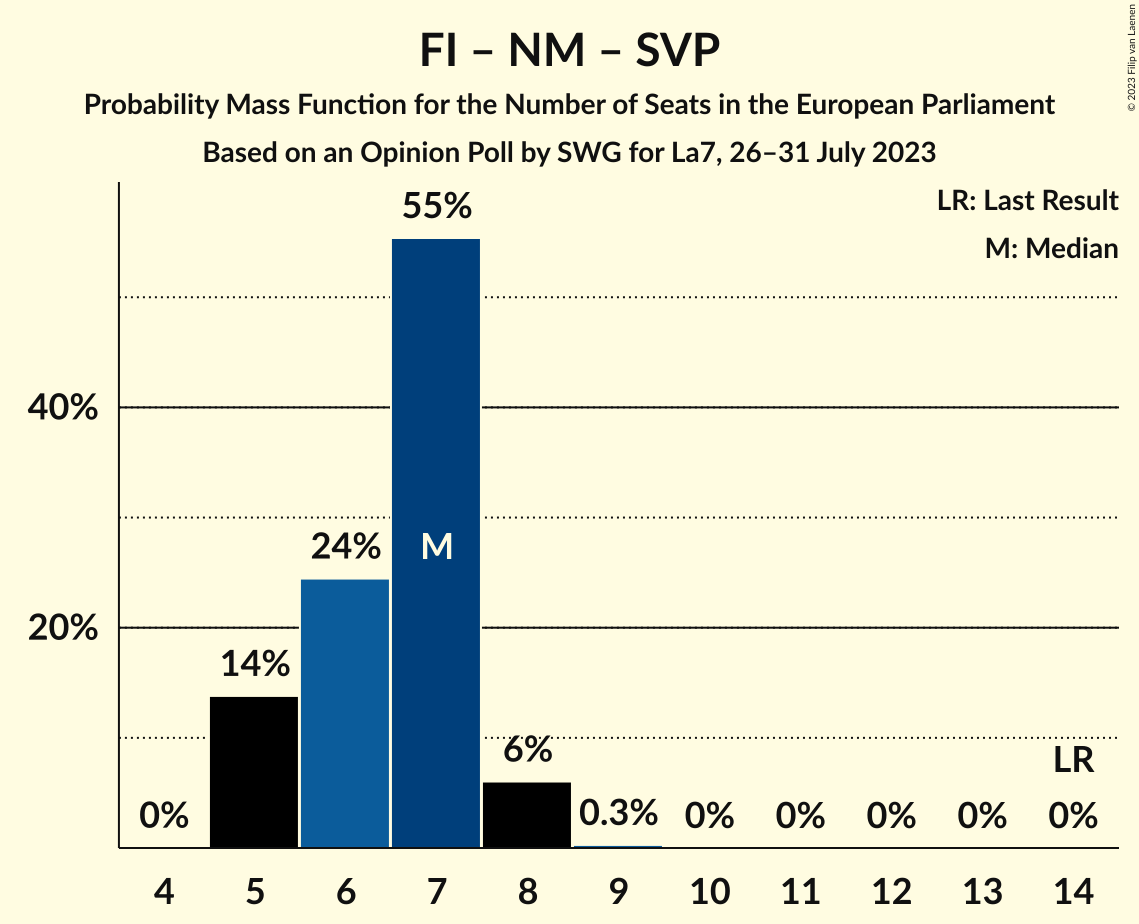 FI – NM – SVP
Probability Mass Function for the Number of Seats in the European Parliament
Based on an Opinion Poll by SWG for La7, 26–31 July 2023
© 2023 Filip van Laenen
LR: Last Result
M: Median
55%
40%
24%
M
20%
14%
6%
LR
0%
0.3%
0%
0%
0%
0%
0%
4 5 6 7 8 9 10 11 12 13 14